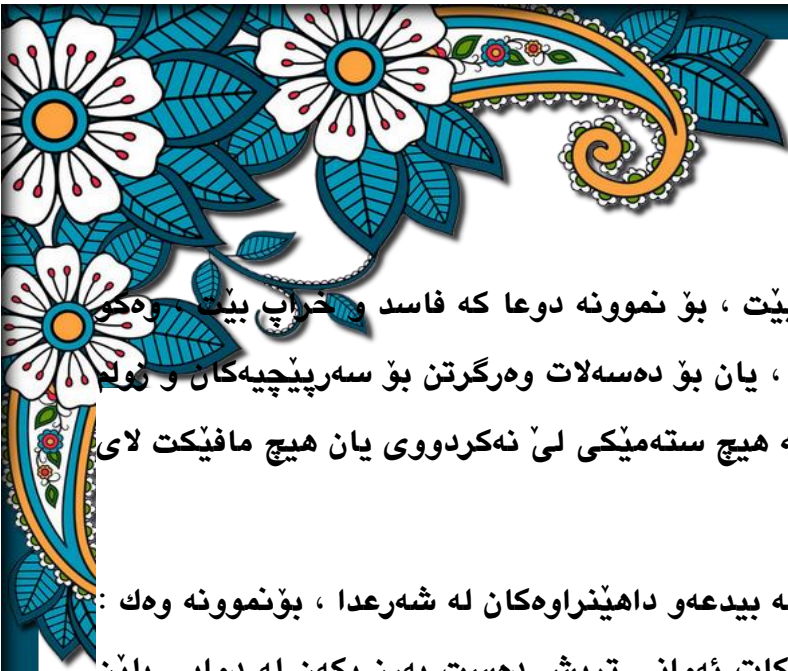 بێت ، بۆ نموونە دوعا کە فاسد و خراپ بێت ، وەکو
، یان بۆ دەسەلات وەرگرتن بۆ سەرپێچیەکان و زوڵم
هیچ ستەمێکی لێ نەکردووی یان هیچ مافێکت لای
بیدعەو داهێنراوەکان لە شەرعدا ، بۆنموونە وەك :